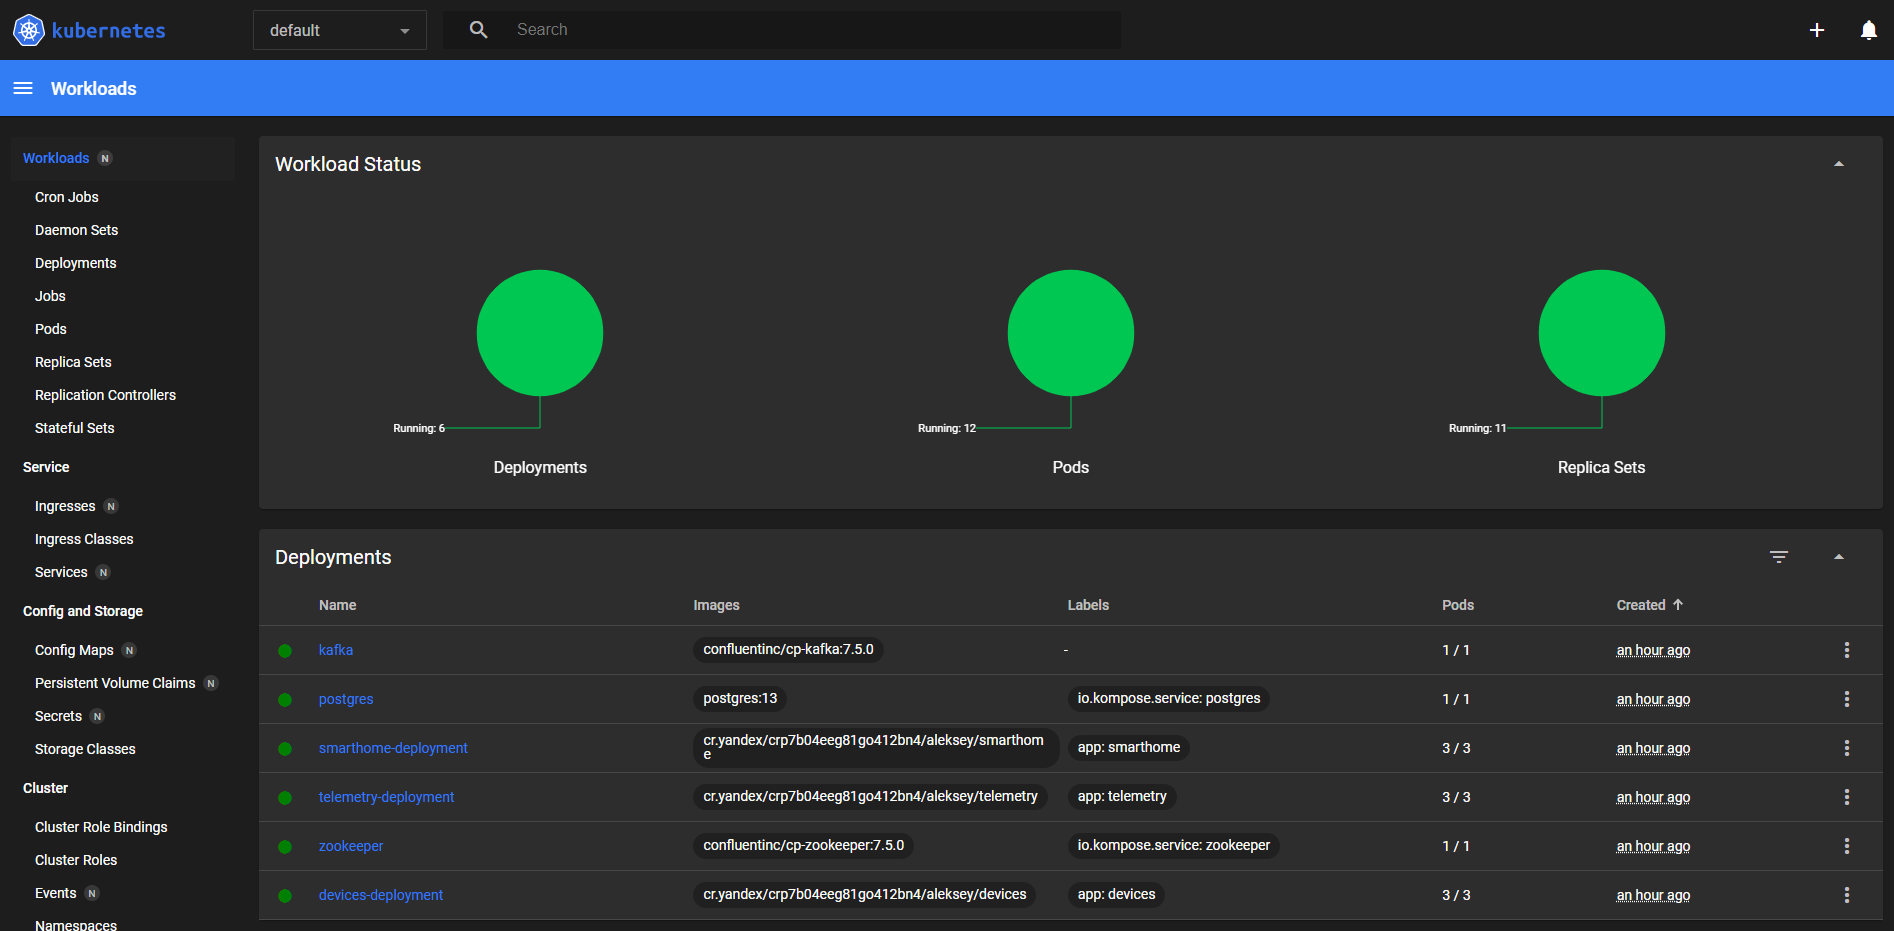 kubernetes
default
Search
Workloads
Workloads N
Cron Jobs
Daemon Sets
Deployments
Jobs
Pods
Replica Sets
Replication Controllers
Stateful Sets
Service
Ingresses N
Ingress Classes
Services N
Config and Storage
Config Maps N
Persistent Volume Claims N
Secrets N
Storage Classes
Cluster
Cluster Role Bindings
Cluster Roles
Events N
Namespaces
Workload Status
Running: 6
Deployments
Running: 12
Pods
Running: 11
Replica Sets
Deployments
Name Images Labels Pods Created
kafka confluentinc/cp-kafka:7.5.0 - 1 / 1 an hour ago
postgres postgres:13 io.kompose.service: postgres 1 / 1 an hour ago
smarthome-deployment cr.yandex/crp7b04eeg81go412bn4/aleksey/smarthom
e app: smarthome 3 / 3 an hour ago
telemetry-deployment cr.yandex/crp7b04eeg81go412bn4/aleksey/telemetry app: telemetry 3 / 3 an hour ago
zookeeper confluentinc/cp-zookeeper:7.5.0 io.kompose.service: zookeeper 1 / 1 an hour ago
devices-deployment cr.yandex/crp7b04eeg81go412bn4/aleksey/devices app: devices 3 / 3 an hour ago